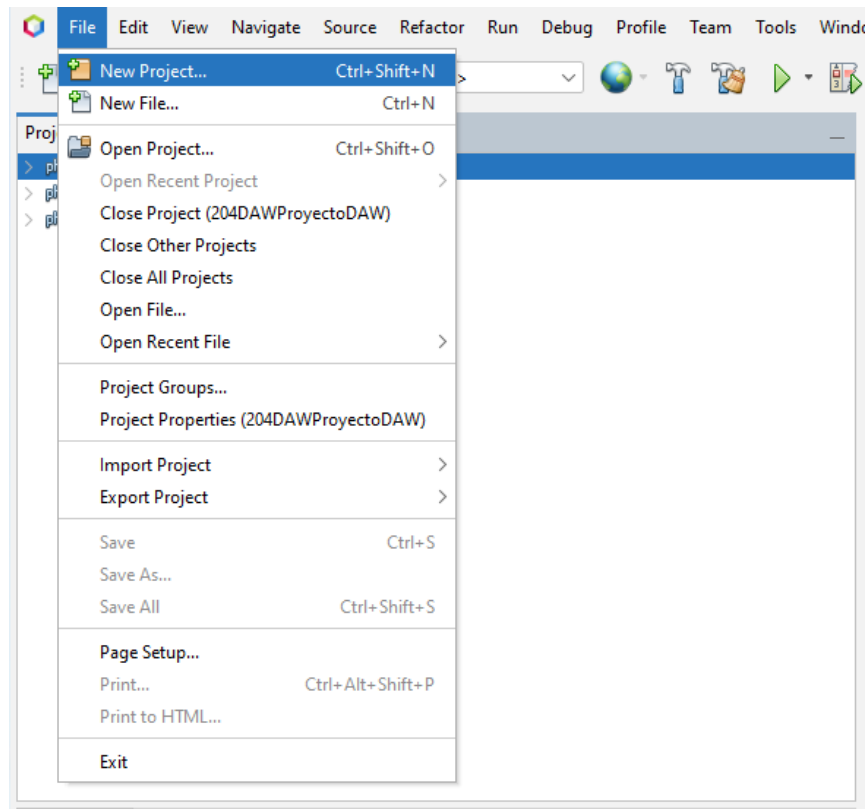 File Edit View Navigate Source Refactor Run Debug Profile Team Tools
New Project... Ctrl+Shift+N
New File... Ctrl+N
Open Project... Ctrl+Shift+O
Open Recent Project
Close Project (204DAWProyectoDAW)
Close Other Projects
Close All Projects
Open File...
Open Recent File
Project Groups...
Project Properties (204DAWProyectoDAW)
Import Project
Export Project
Save Ctrl+S
Save As...
Save All Ctrl+Shift+S
Page Setup...
Print... Ctrl+Alt+Shift+P
Print to HTML...
Exit